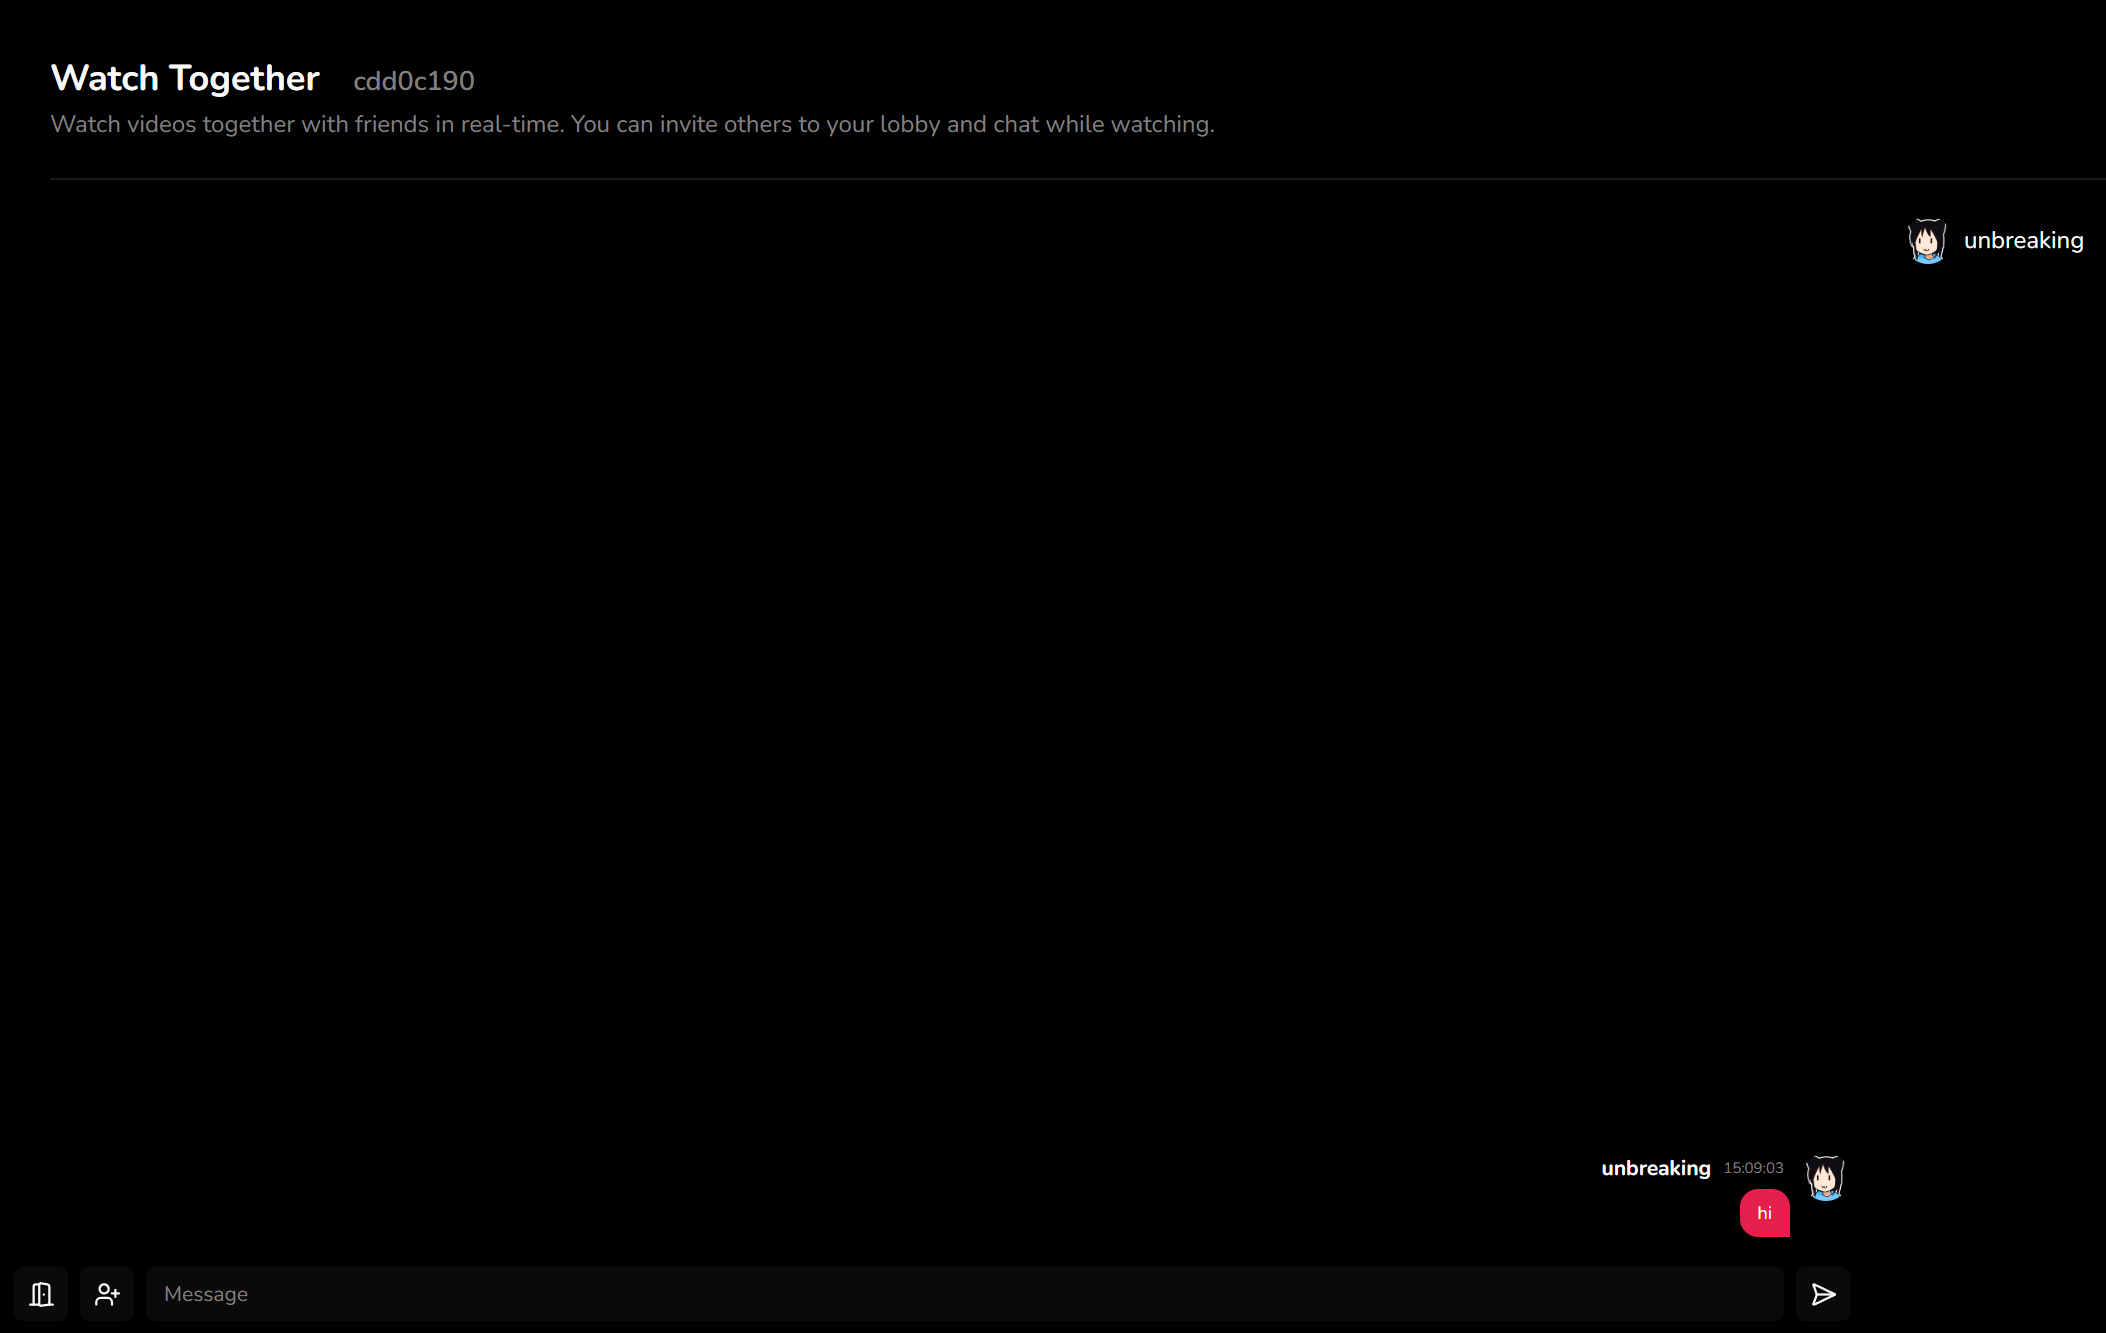 Watch Together cdd0c190
Watch videos together with friends in real-time. You can invite others to your lobby and chat while watching.
unbreaking
unbreaking 15:09:03
hi
Message